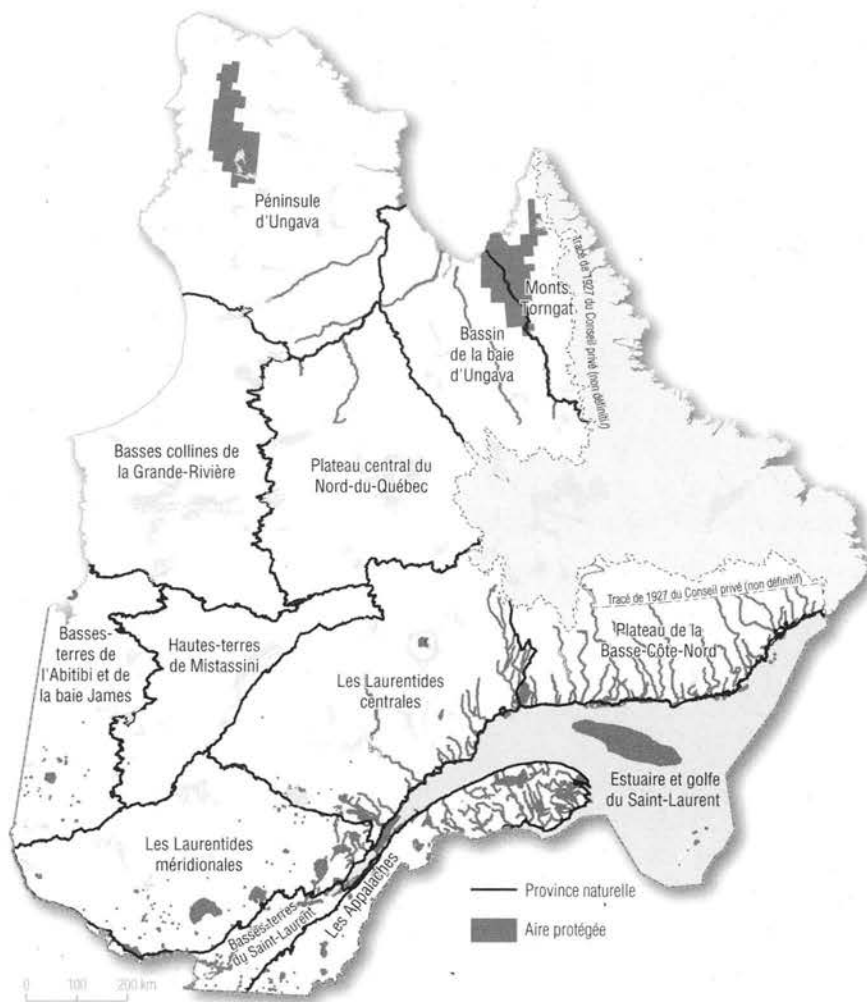 Péninsule
d'Ungava
Monts
Torngat
Tracé de 1927 du Conseil privé (non définitif)
Bassin
de la baie
d'Ungava
Basses collines de
la Grande-Rivière
Plateau central du
Nord-du-Québec
Tracé de 1927 du Conseil privé (non définitif)
Plateau de la
Basse-Côte-Nord
Basses-
terres de
l'Abitibi et de
la baie James
Hautes-terres
de Mistassini
Les Laurentides
centrales
Estuaire et golfe
du Saint-Laurent
Les Laurentides
méridionales
Basses-terres
du Saint-Laurent
Les Appalaches
Province naturelle
Aire protégée
0 100 200 km